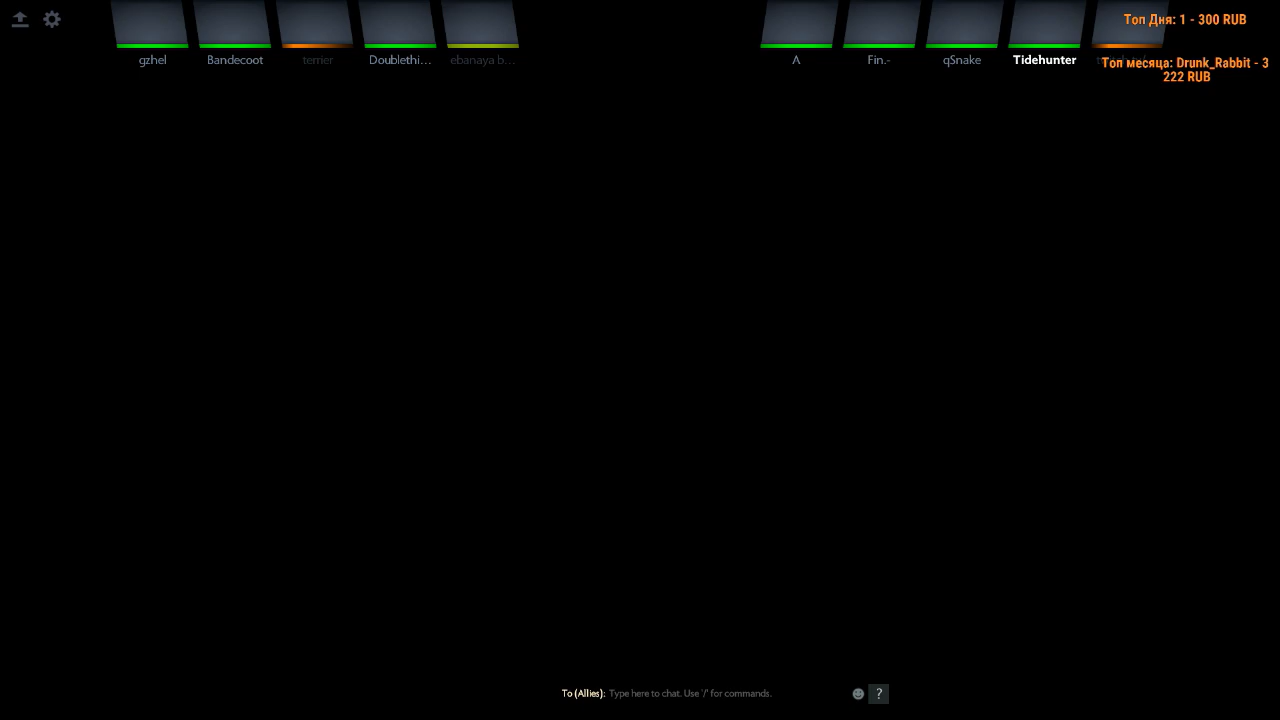 gzhel
Bandecoot
terrier
Doublethi...
ebanaya b...
Λ
Fin.-
qSnake
Tidehunter
Топ Дня: 1 - 300 RUB
Топ месяца: Drunk_Rabbit - 3
222 RUB
To (Allies): Type here to chat. Use '/' for commands.
?